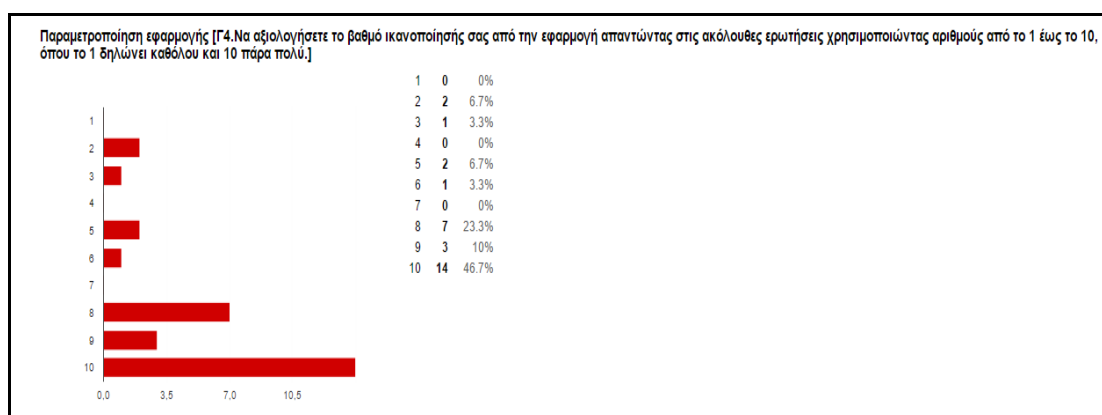 Παραμετροποίηση εφαρμογής [Γ4.Να αξιολογήσετε το βαθμό ικανοποίησής σας από την εφαρμογή απαντώντας στις ακόλουθες ερωτήσεις χρησιμοποιώντας αριθμούς από το 1 έως το 10,
όπου το 1 δηλώνει καθόλου και 10 πάρα πολύ.]
1 0 0%
2 2 6.7%
3 1 3.3%
4 0 0%
5 2 6.7%
6 1 3.3%
7 0 0%
8 7 23.3%
9 3 10%
10 14 46.7%
1
2
3
4
5
6
7
8
9
10
0,0 3,5 7,0 10,5